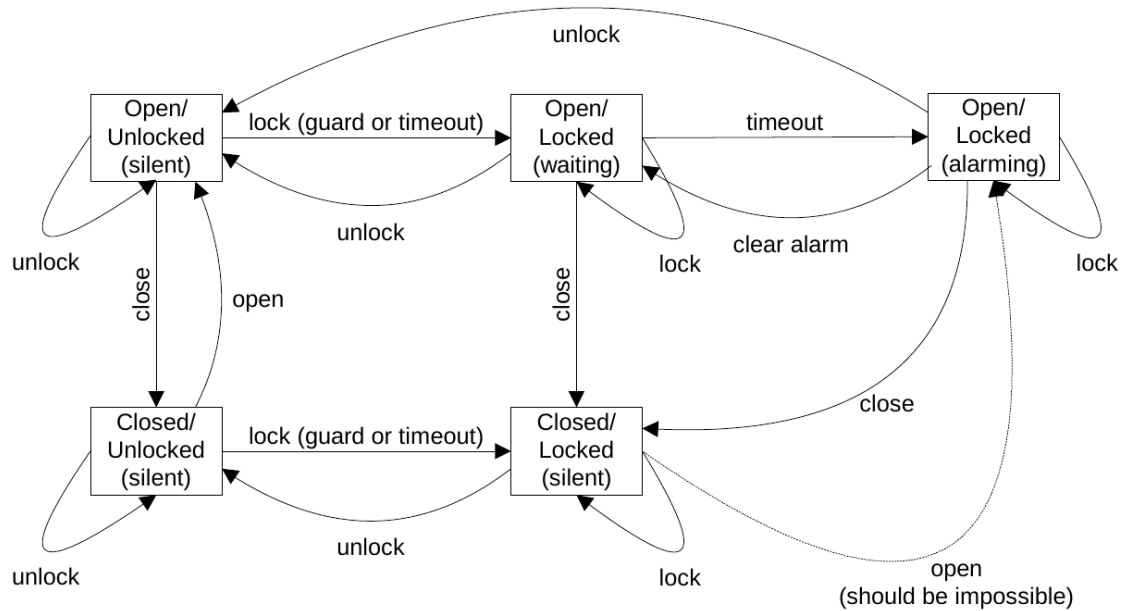 unlock
Open/
Unlocked
(silent)
lock (guard or timeout)
Open/
Locked
(waiting)
timeout
Open/
Locked
(alarming)
unlock
clear alarm
unlock
lock
lock
close
open
close
close
Closed/
Unlocked
(silent)
lock (guard or timeout)
Closed/
Locked
(silent)
unlock
unlock
lock
open
(should be impossible)